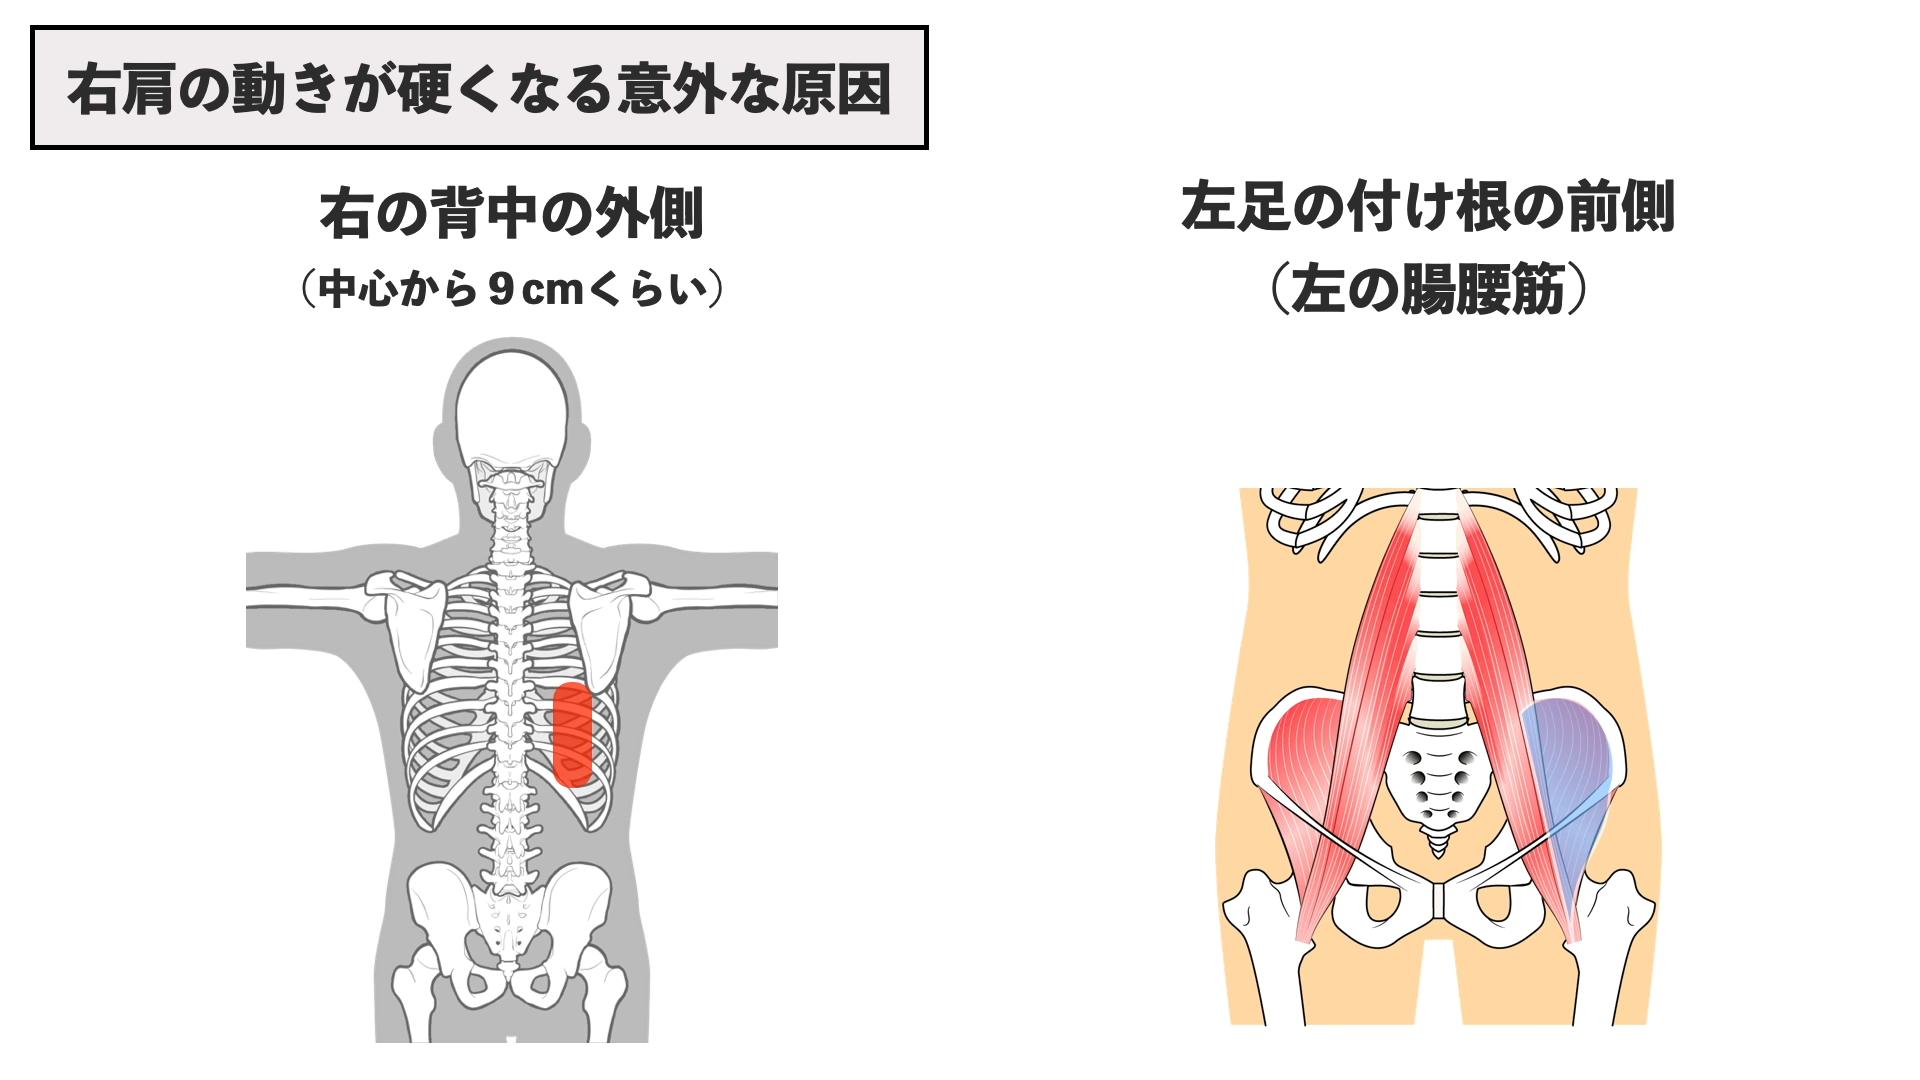 右肩の動きが硬くなる意外な原因
右の背中の外側
（中心から９cmくらい）
左足の付け根の前側
（左の腸腰筋）